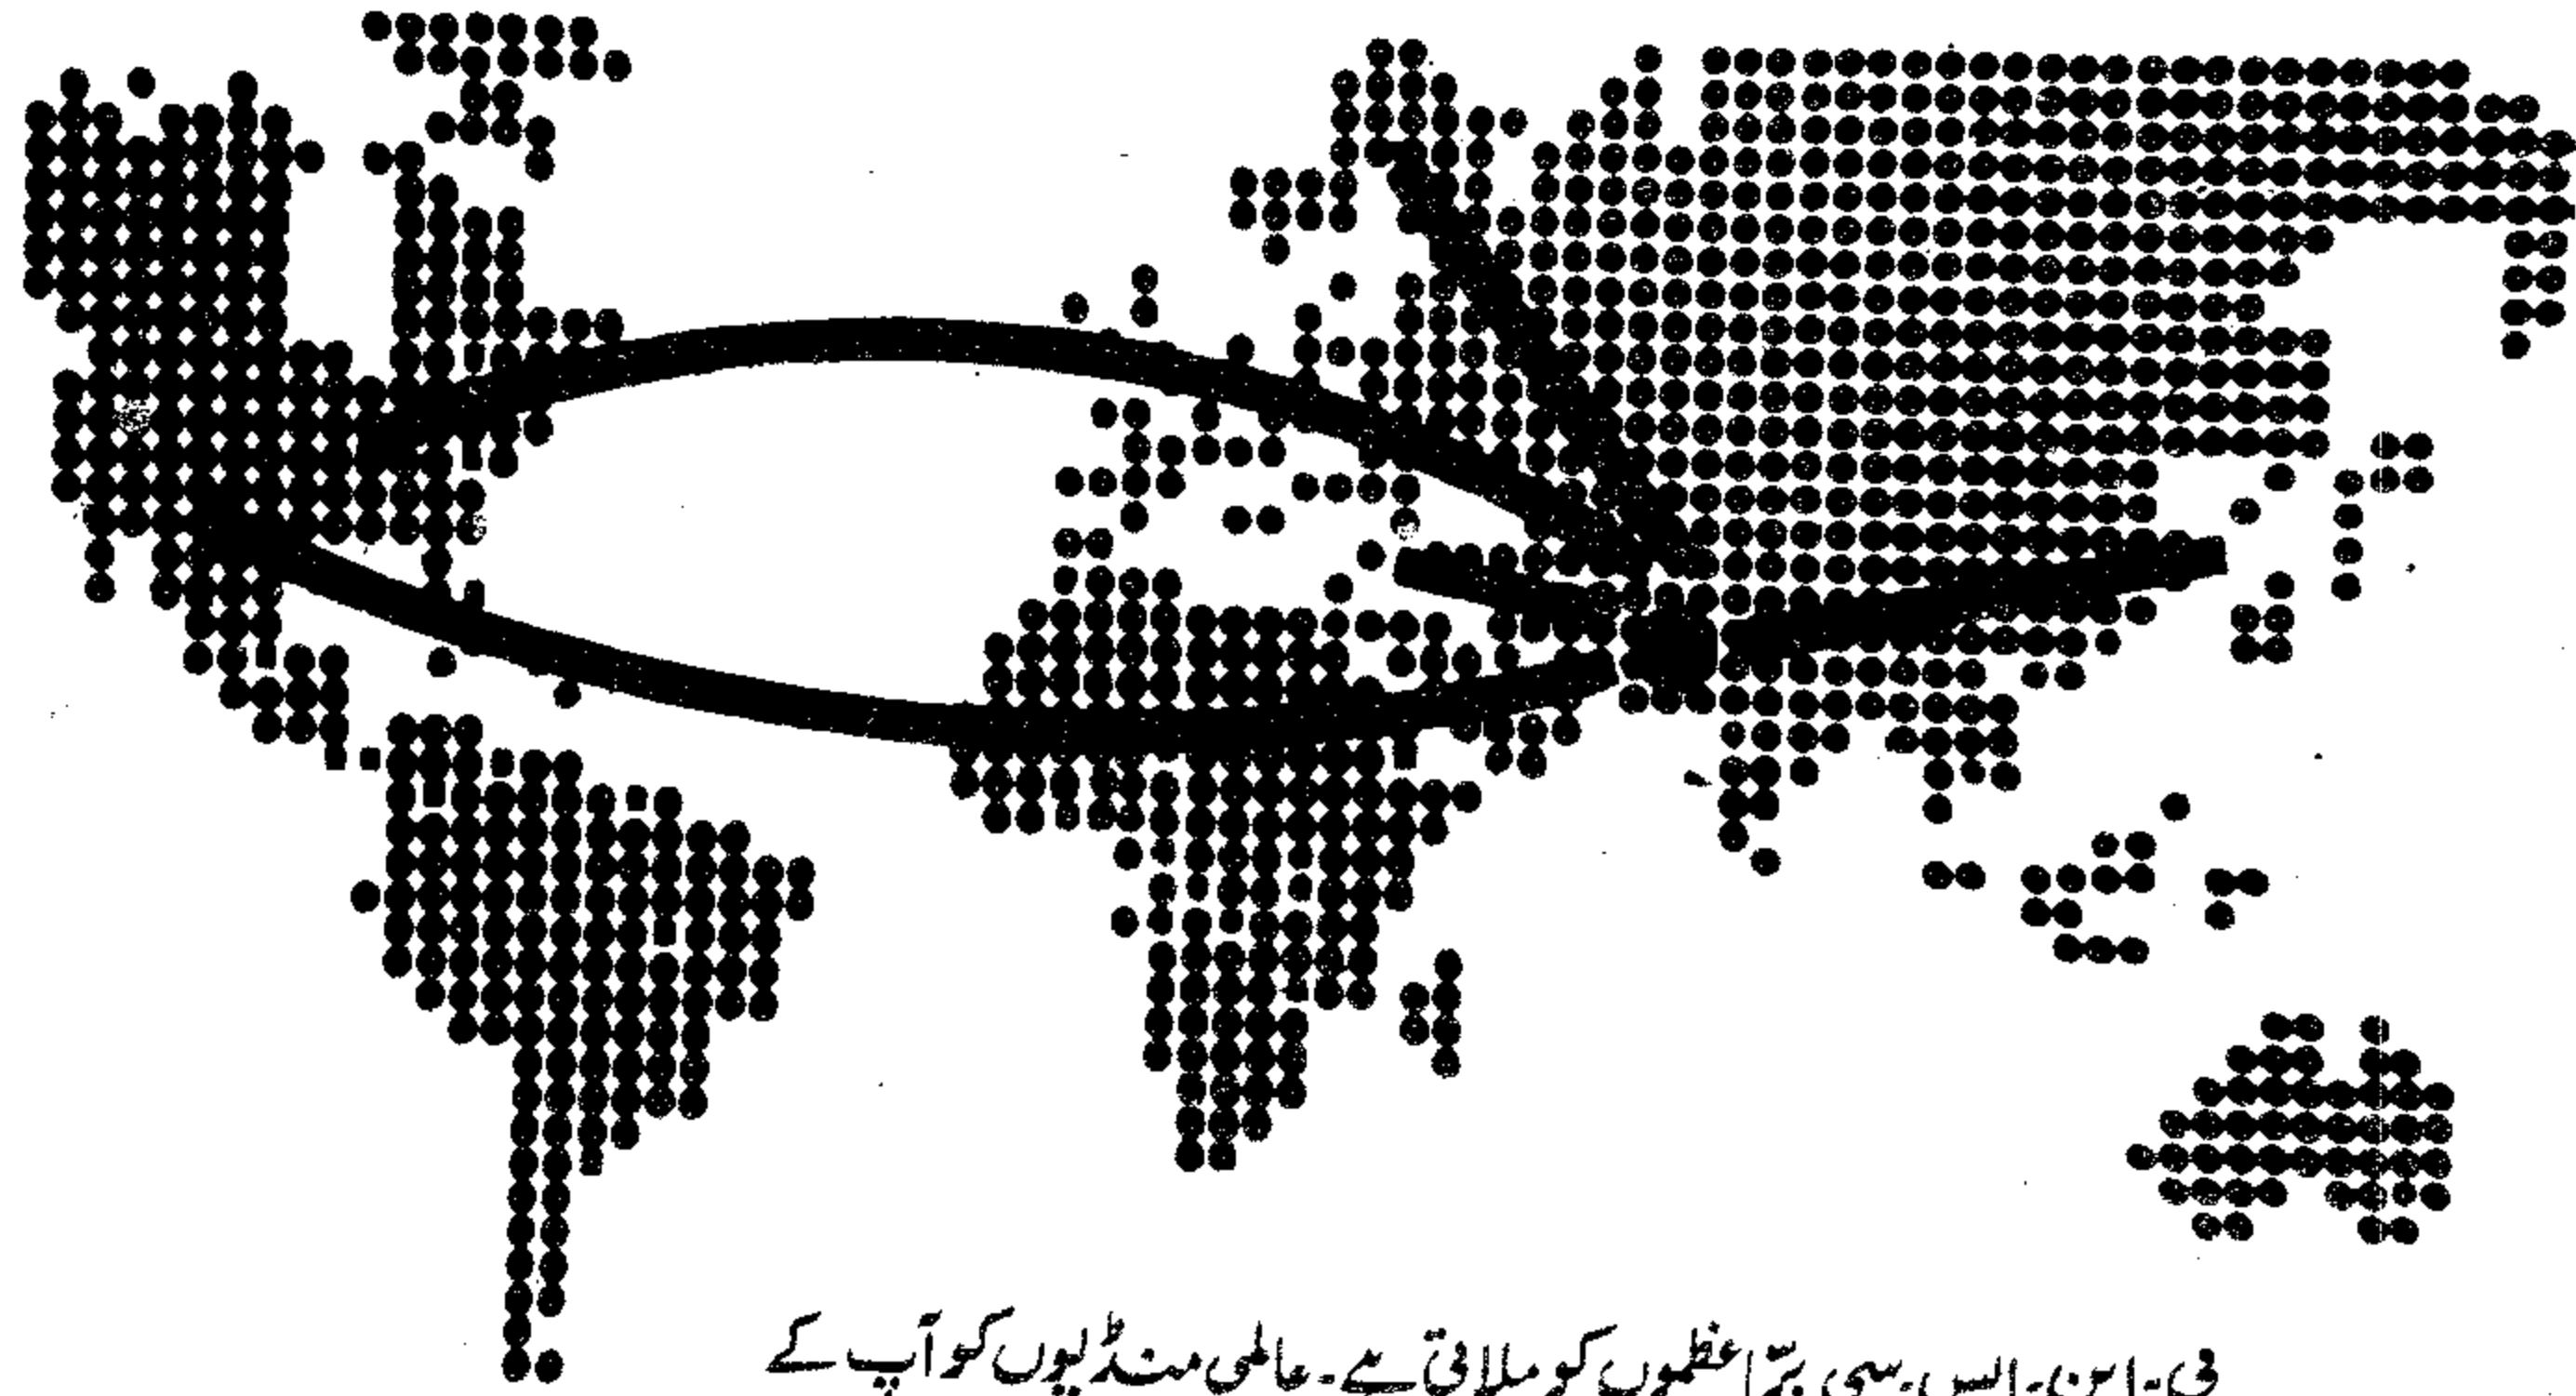 پی۔این۔ایس۔سی برّاعظموں کو ملاتی ہے۔ عالمی منڈیوں کو آپ کے